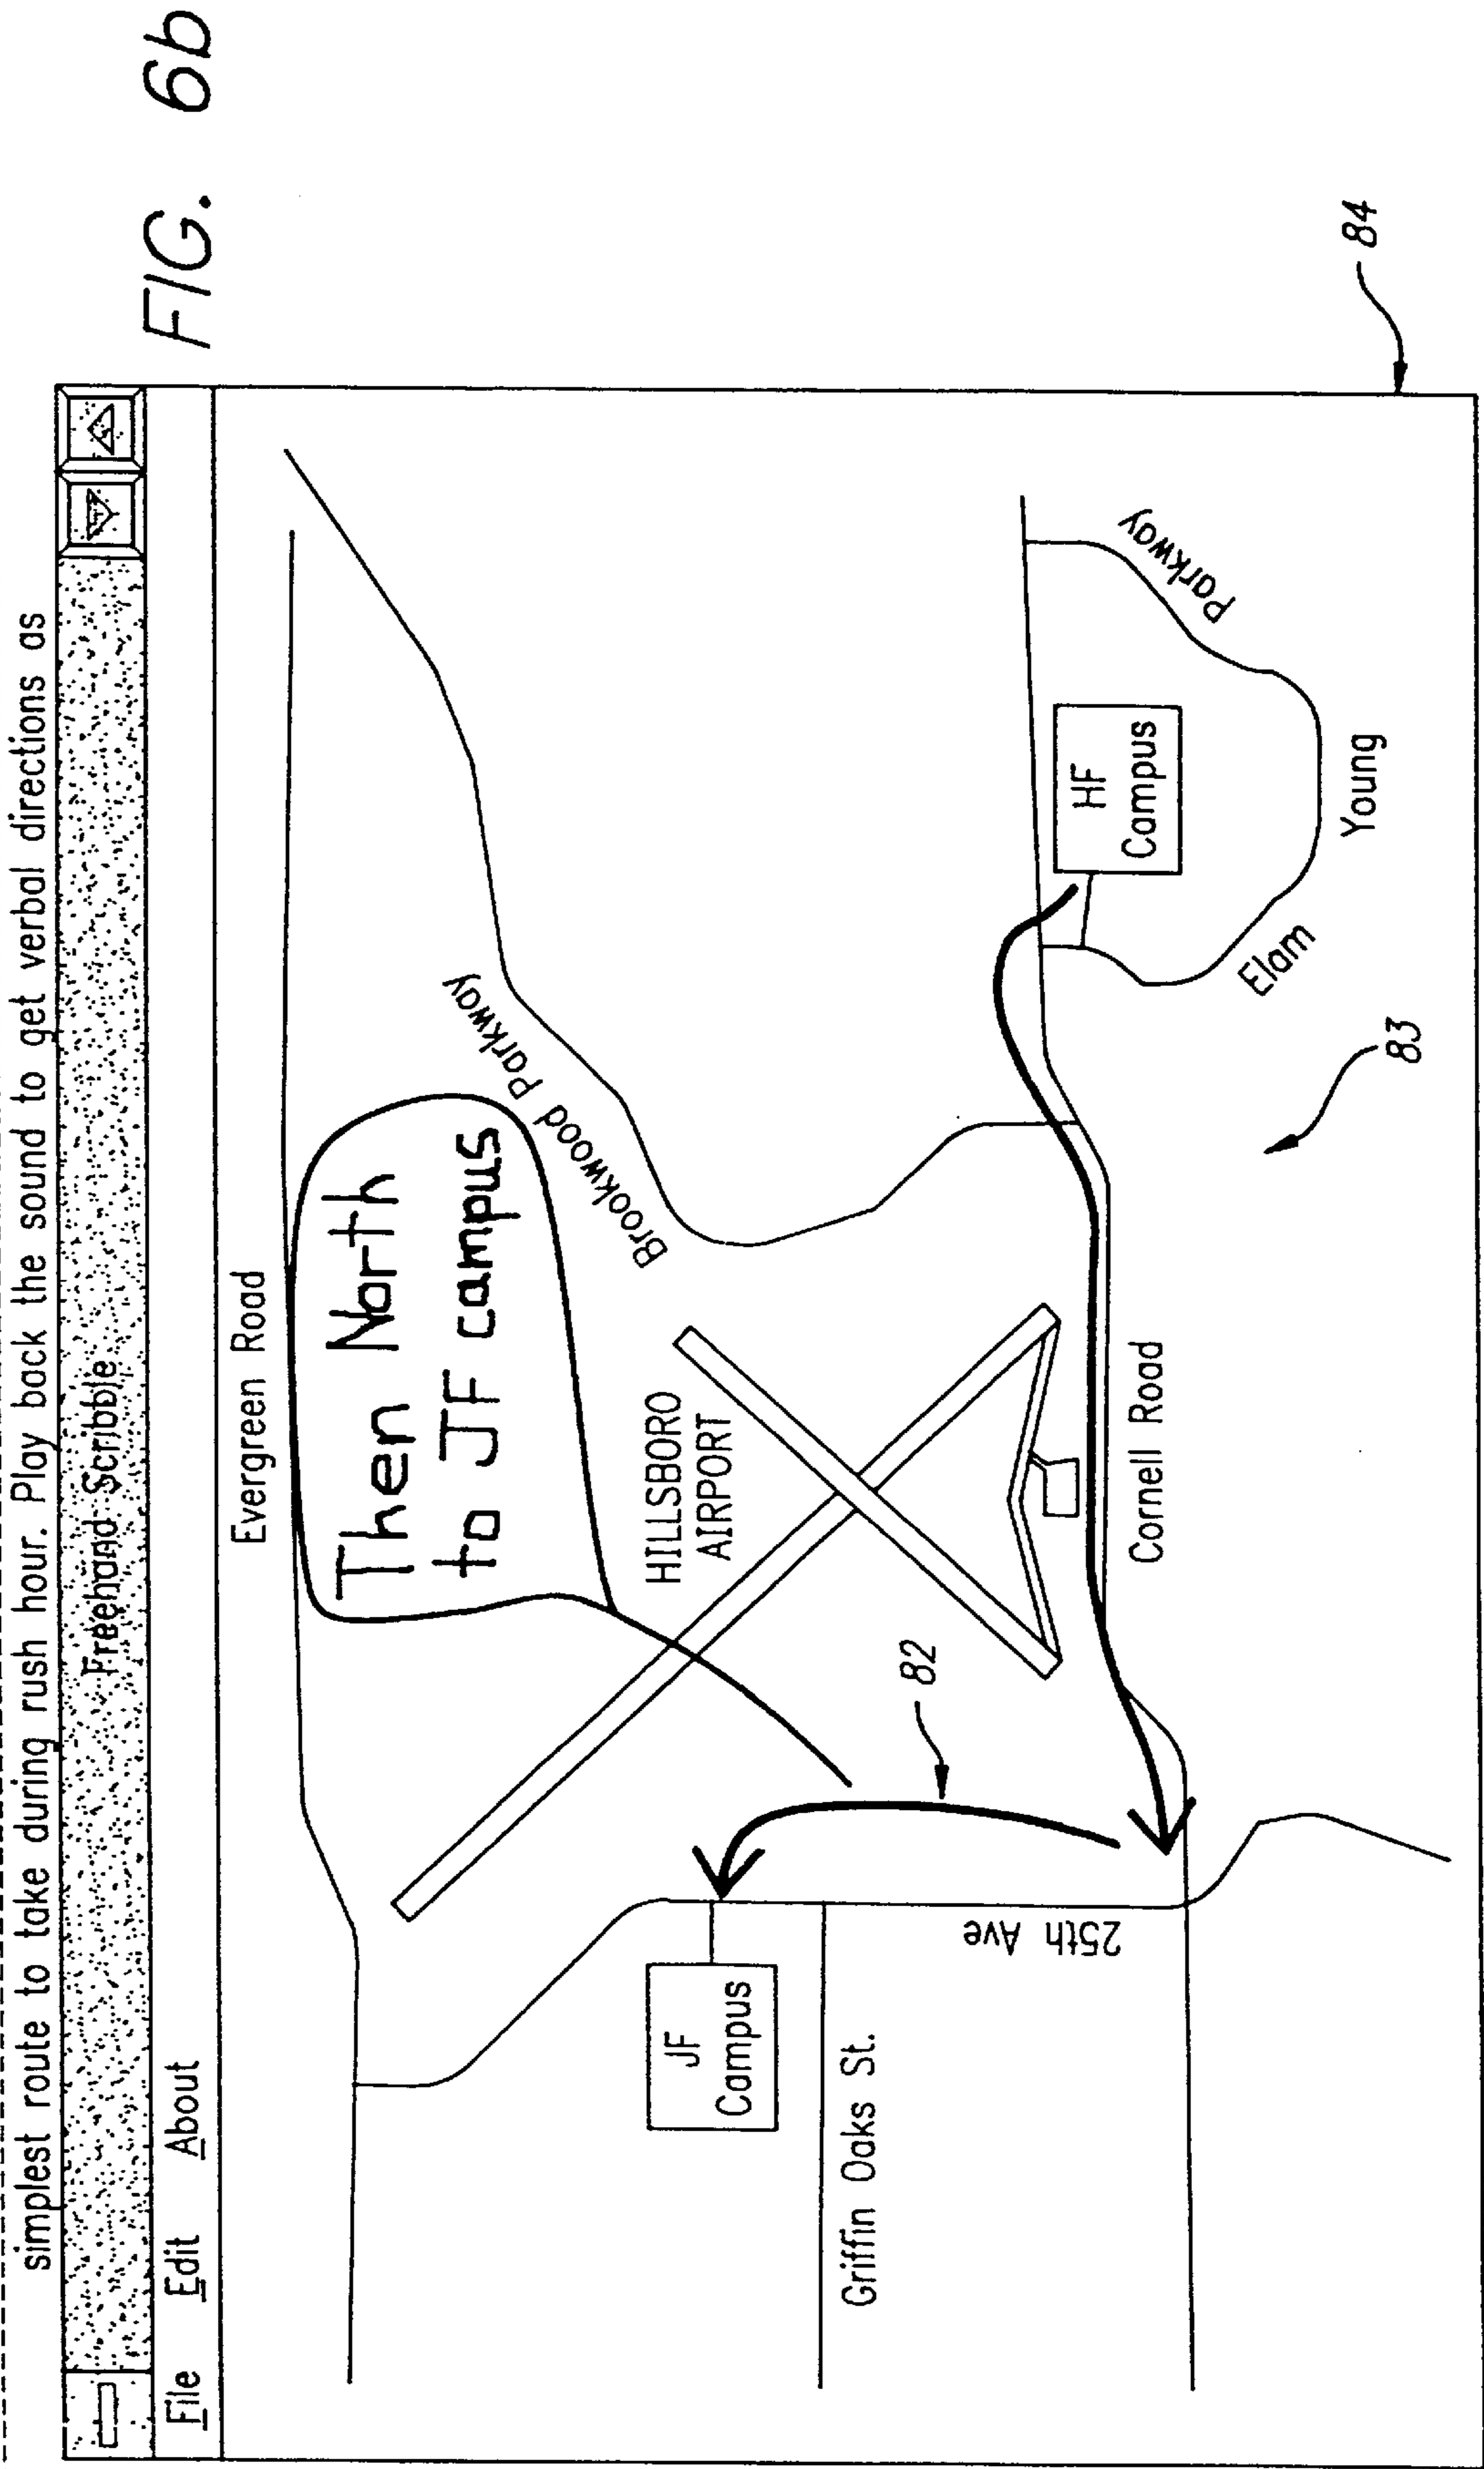 FIG. 6b
simplest route to take during rush hour. Play back the sound to get verbal directions as
Freehand Scribble
File Edit About
Evergreen Road
Then North
to JF campus
Brookwood Parkway
HILLSBORO
AIRPORT
JF
Campus
82
Griffin Oaks St.
25th Ave
Cornell Road
HF
Campus
Parkway
Elam
Young
83
84